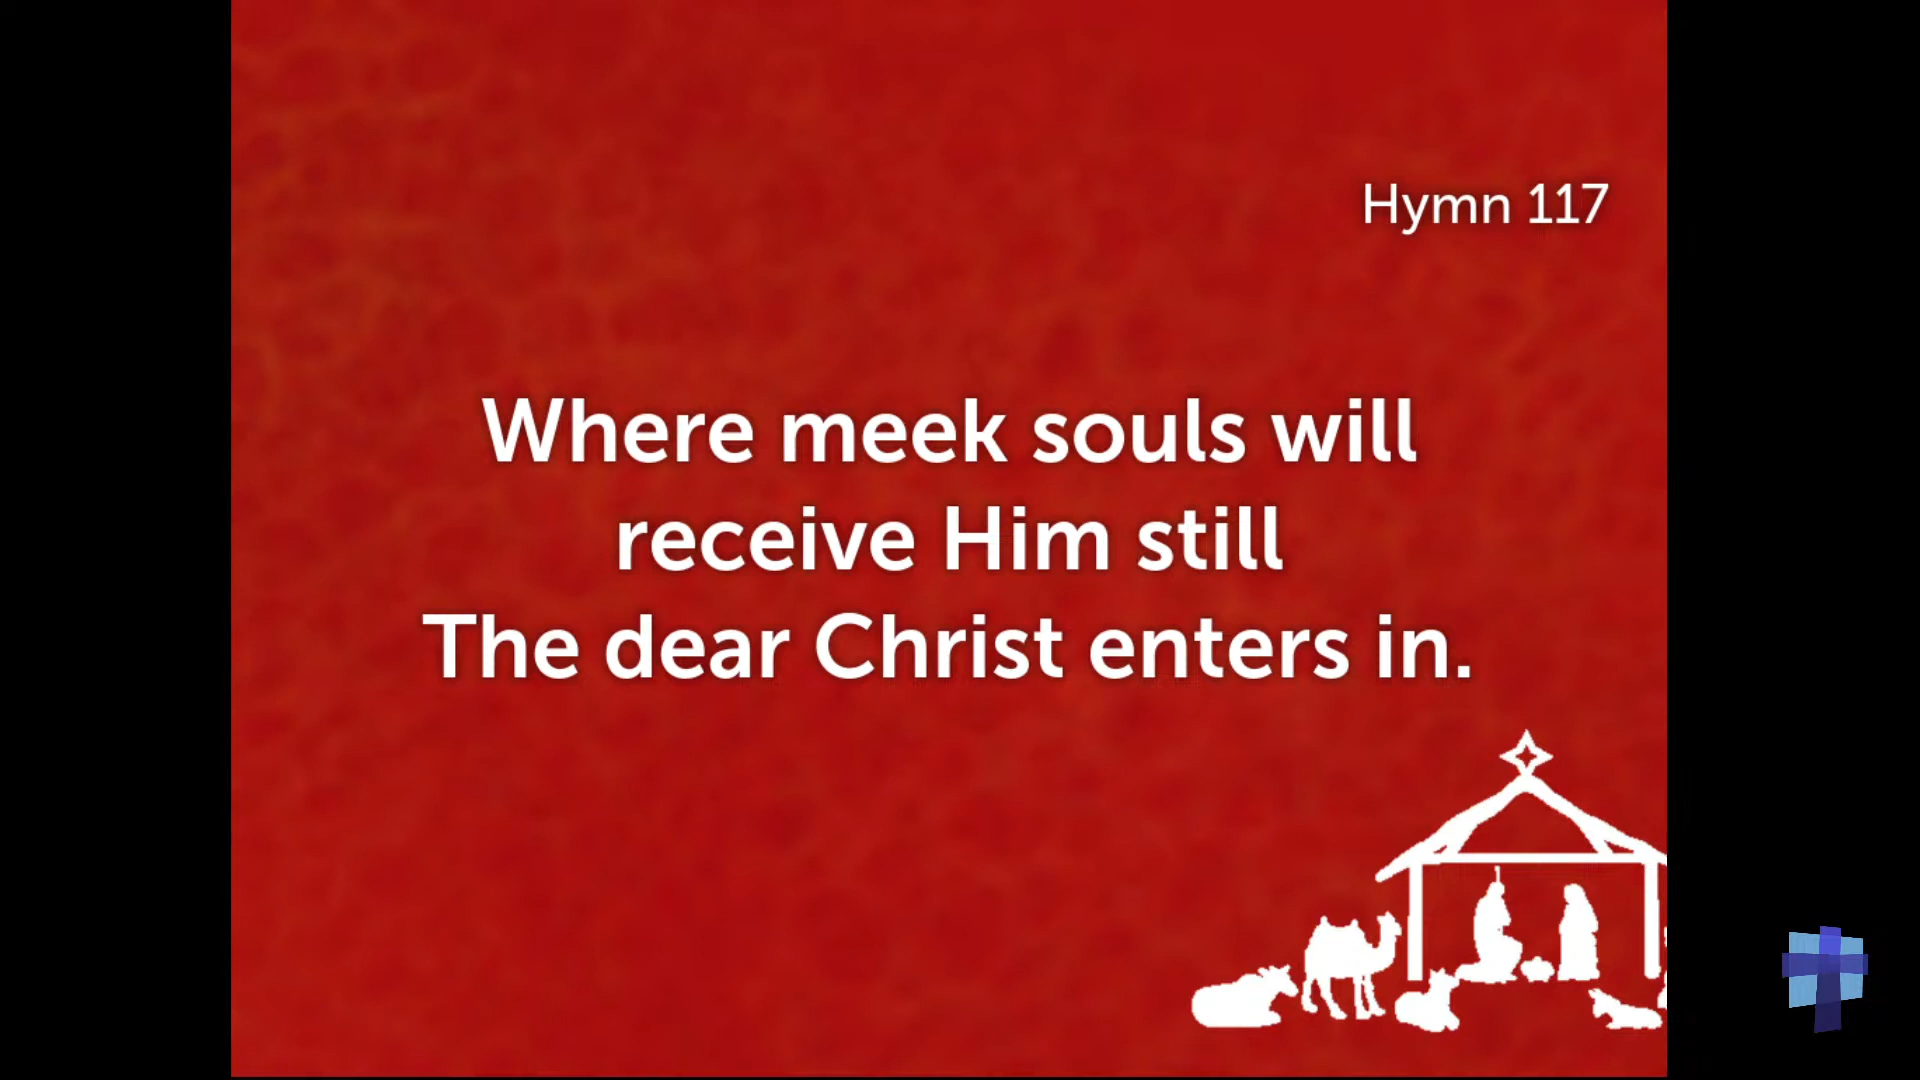 Hymn 117
Where meek souls will
receive Him still
The dear Christ enters in.